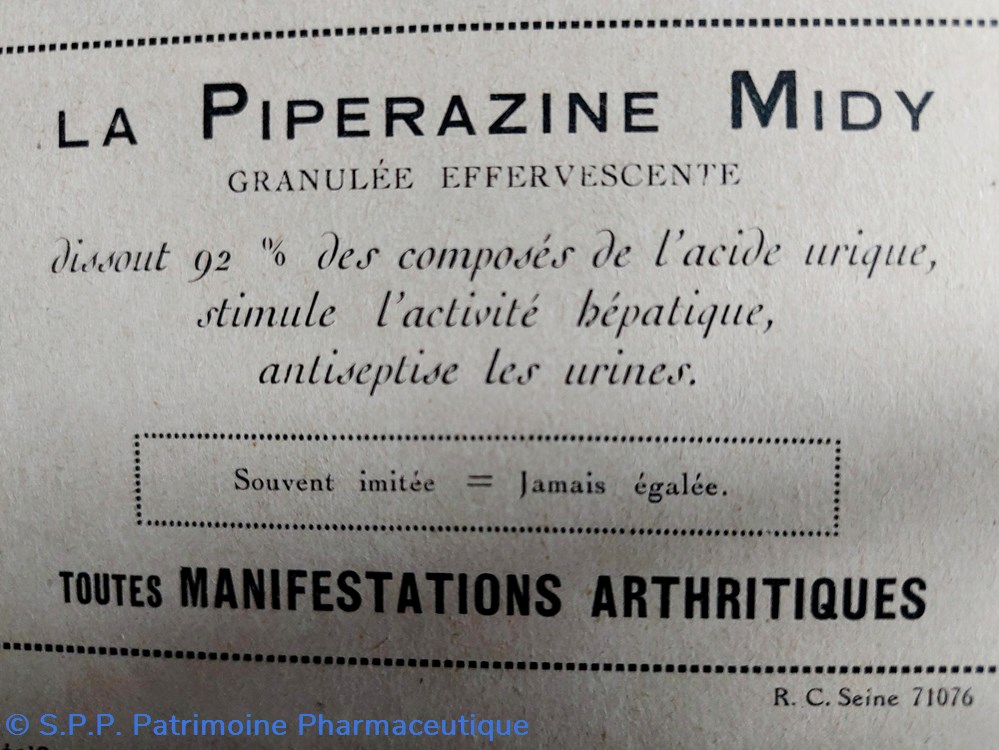 LA PIPERAZINE MIDY
GRANULÉE EFFERVESCENTE
dissout 92 % des composés de l'acide urique,
stimule l'activité hépatique,
antiseptise les urines.
Souvent imitée = Jamais égalée.
TOUTES MANIFESTATIONS ARTHRITIQUES
R. C. Seine 71076
© S.P.P. Patrimoine Pharmaceutique